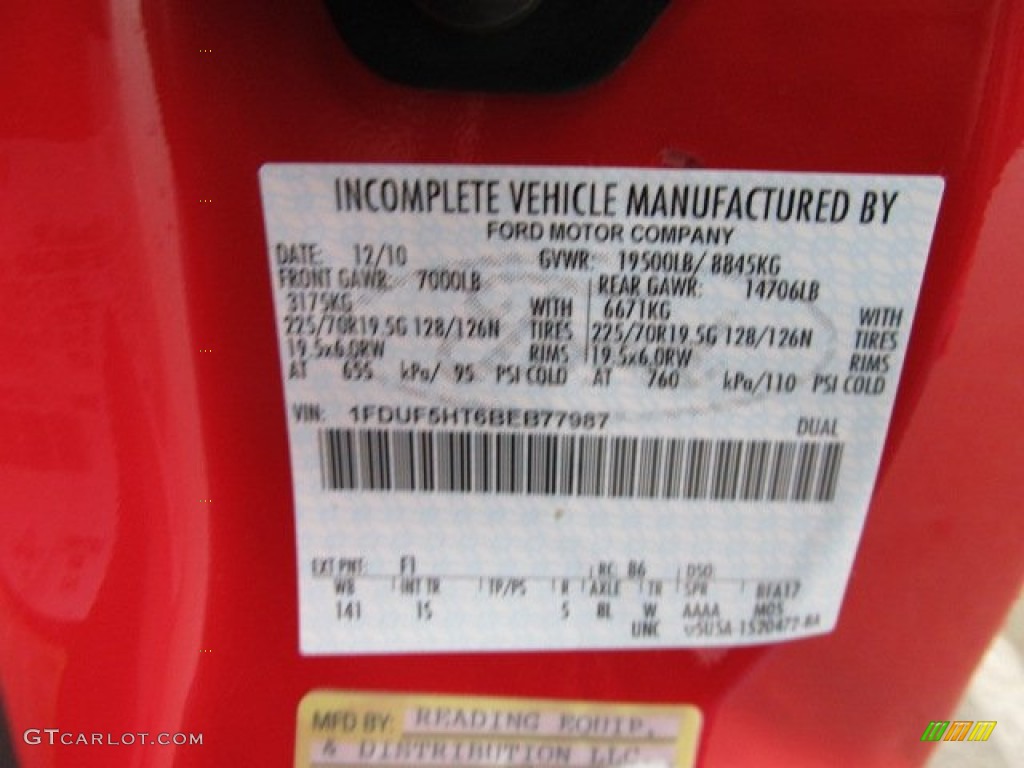 INCOMPLETE VEHICLE MANUFACTURED BY
FORD MOTOR COMPANY
DATE: 12/10 GVWR: 19500LB/ 8845KG
FRONT GAWR: 7000LB REAR GAWR: 14706LB
3175KG WITH 6671KG WITH
225/70R19.5G 128/126N TIRES 225/70R19.5G 128/126N TIRES
19.5x6.0RW RIMS 19.5x6.0RW RIMS
AT 655 kPa/ 95 PSI COLD AT 760 kPa/110 PSI COLD
VIN: 1FDUF5HT6BEB77987 DUAL
EXT PNT: F1 RC: 86 DSO:
WB INT TR TP/PS R AXLE TR SPR
141 1S 5 8L W AAAA MOS
UNC
MFD BY: READING EQUIP.
& DISTRIBUTION LLC
GTCARLOT.COM